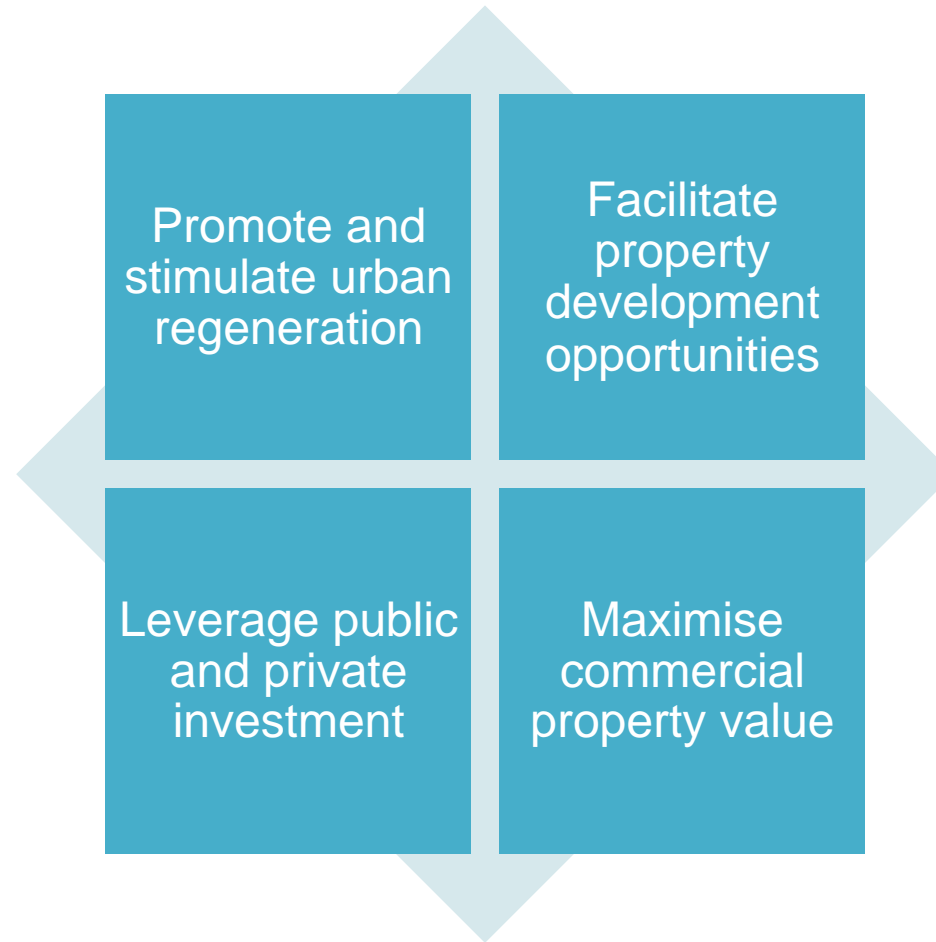 Promote and
stimulate urban
regeneration
Facilitate
property
development
opportunities
Leverage public
and private
investment
Maximise
commercial
property value